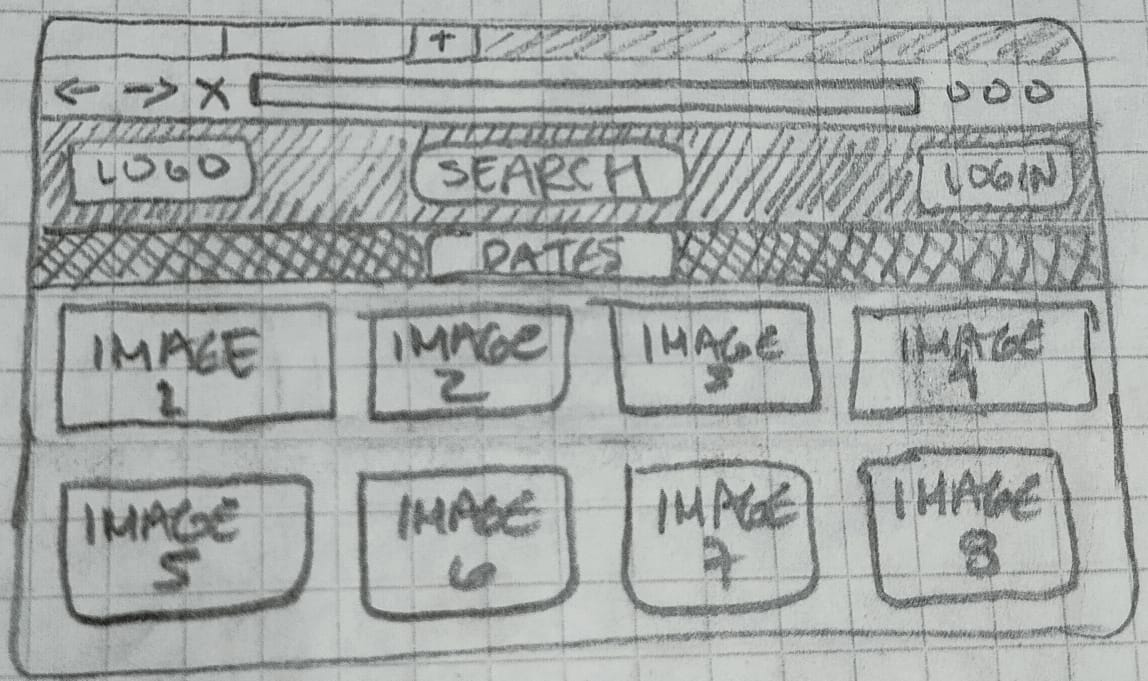 +
← → X 000
LOGO SEARCH LOGIN
DATES
IMAGE IMAGE IMAGE IMAGE
1 2 3 4
IMAGE IMAGE IMAGE IMAGE
5 6 7 8